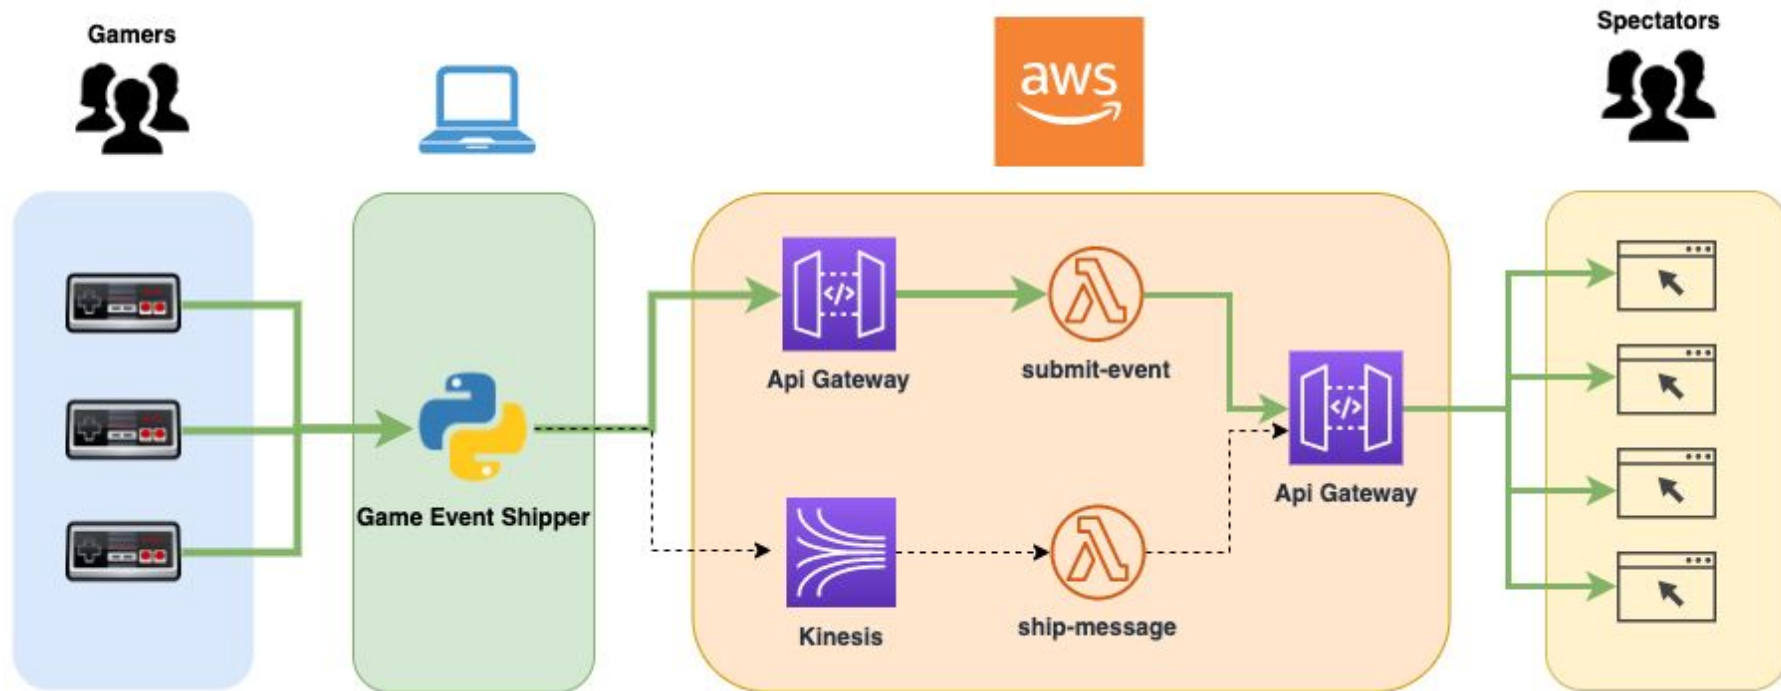 Gamers
Spectators
aws
</>
Api Gateway
submit-event
</>
Api Gateway
Game Event Shipper
Kinesis
ship-message